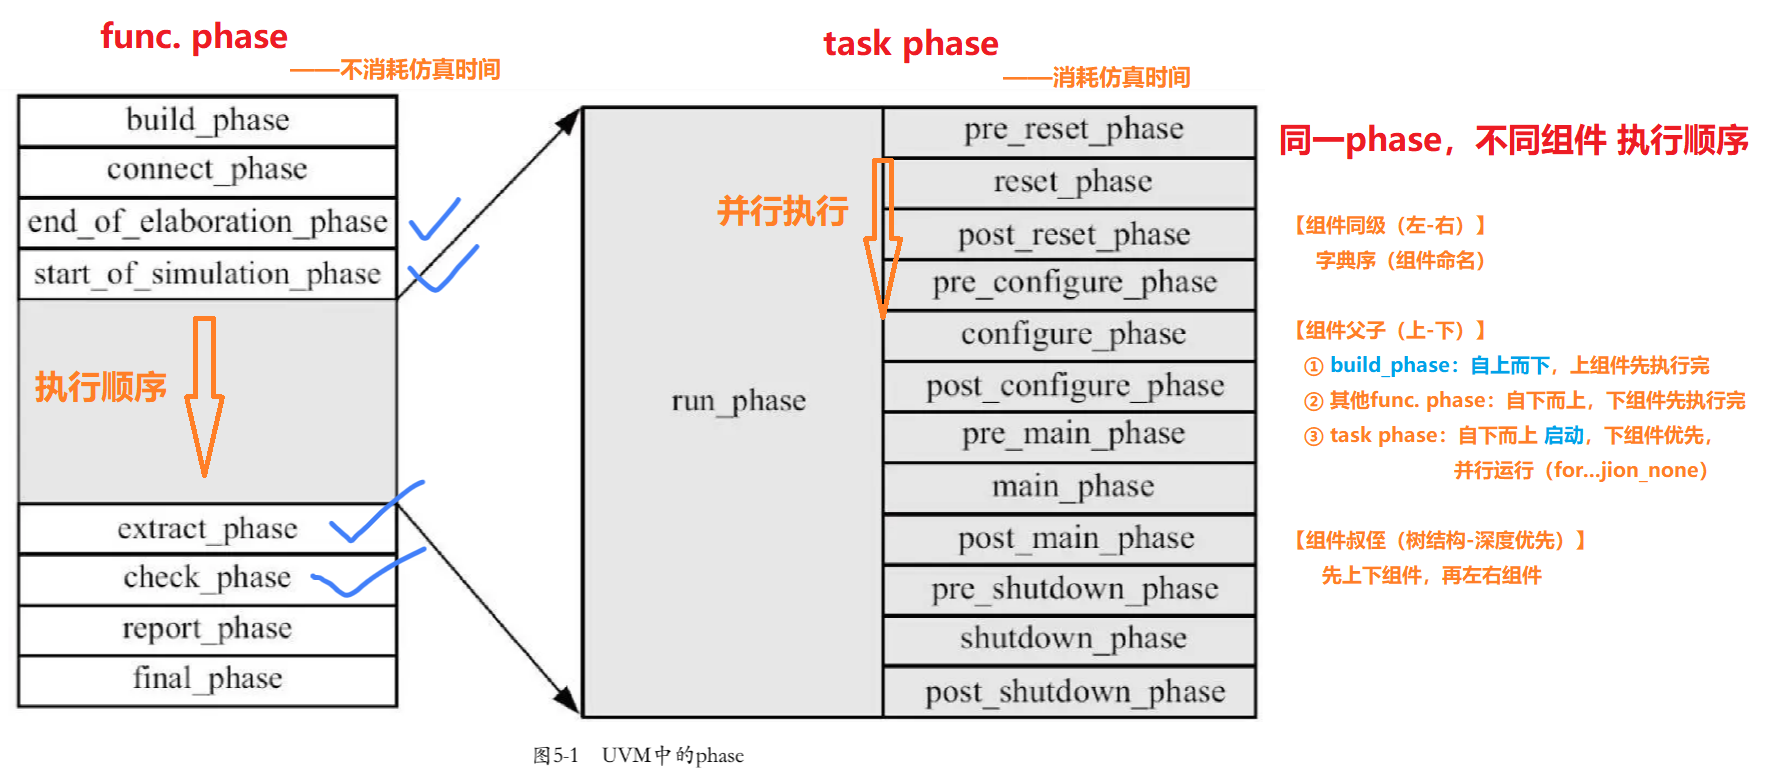 func. phase
——不消耗仿真时间
build_phase
connect_phase
end_of_elaboration_phase
start_of_simulation_phase
执行顺序
extract_phase
check_phase
report_phase
final_phase
task phase
——消耗仿真时间
run_phase
并行执行
pre_reset_phase
reset_phase
post_reset_phase
pre_configure_phase
configure_phase
post_configure_phase
pre_main_phase
main_phase
post_main_phase
pre_shutdown_phase
shutdown_phase
post_shutdown_phase
同一phase，不同组件 执行顺序
【组件同级（左-右）】
字典序（组件命名）
【组件父子（上-下）】
① build_phase：自上而下，上组件先执行完
② 其他func. phase：自下而上，下组件先执行完
③ task phase：自下而上 启动，下组件优先，
并行运行（for...jion_none）
【组件叔侄（树结构-深度优先）】
先上下组件，再左右组件
图5-1 UVM中的phase